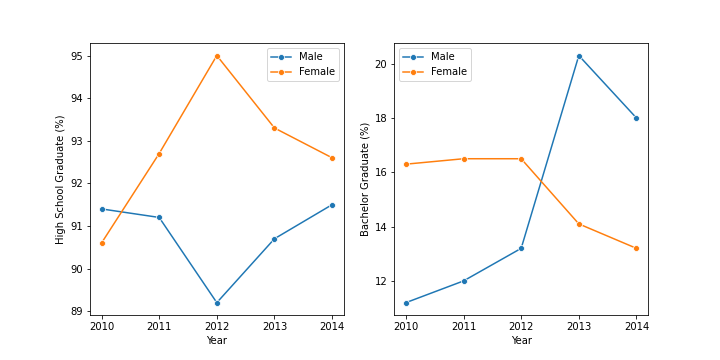 High School Graduate (%)
95
94
93
92
91
90
89
Male
Female
2010 2011 2012 2013 2014
Year
Bachelor Graduate (%)
20
18
16
14
12
Male
Female
2010 2011 2012 2013 2014
Year